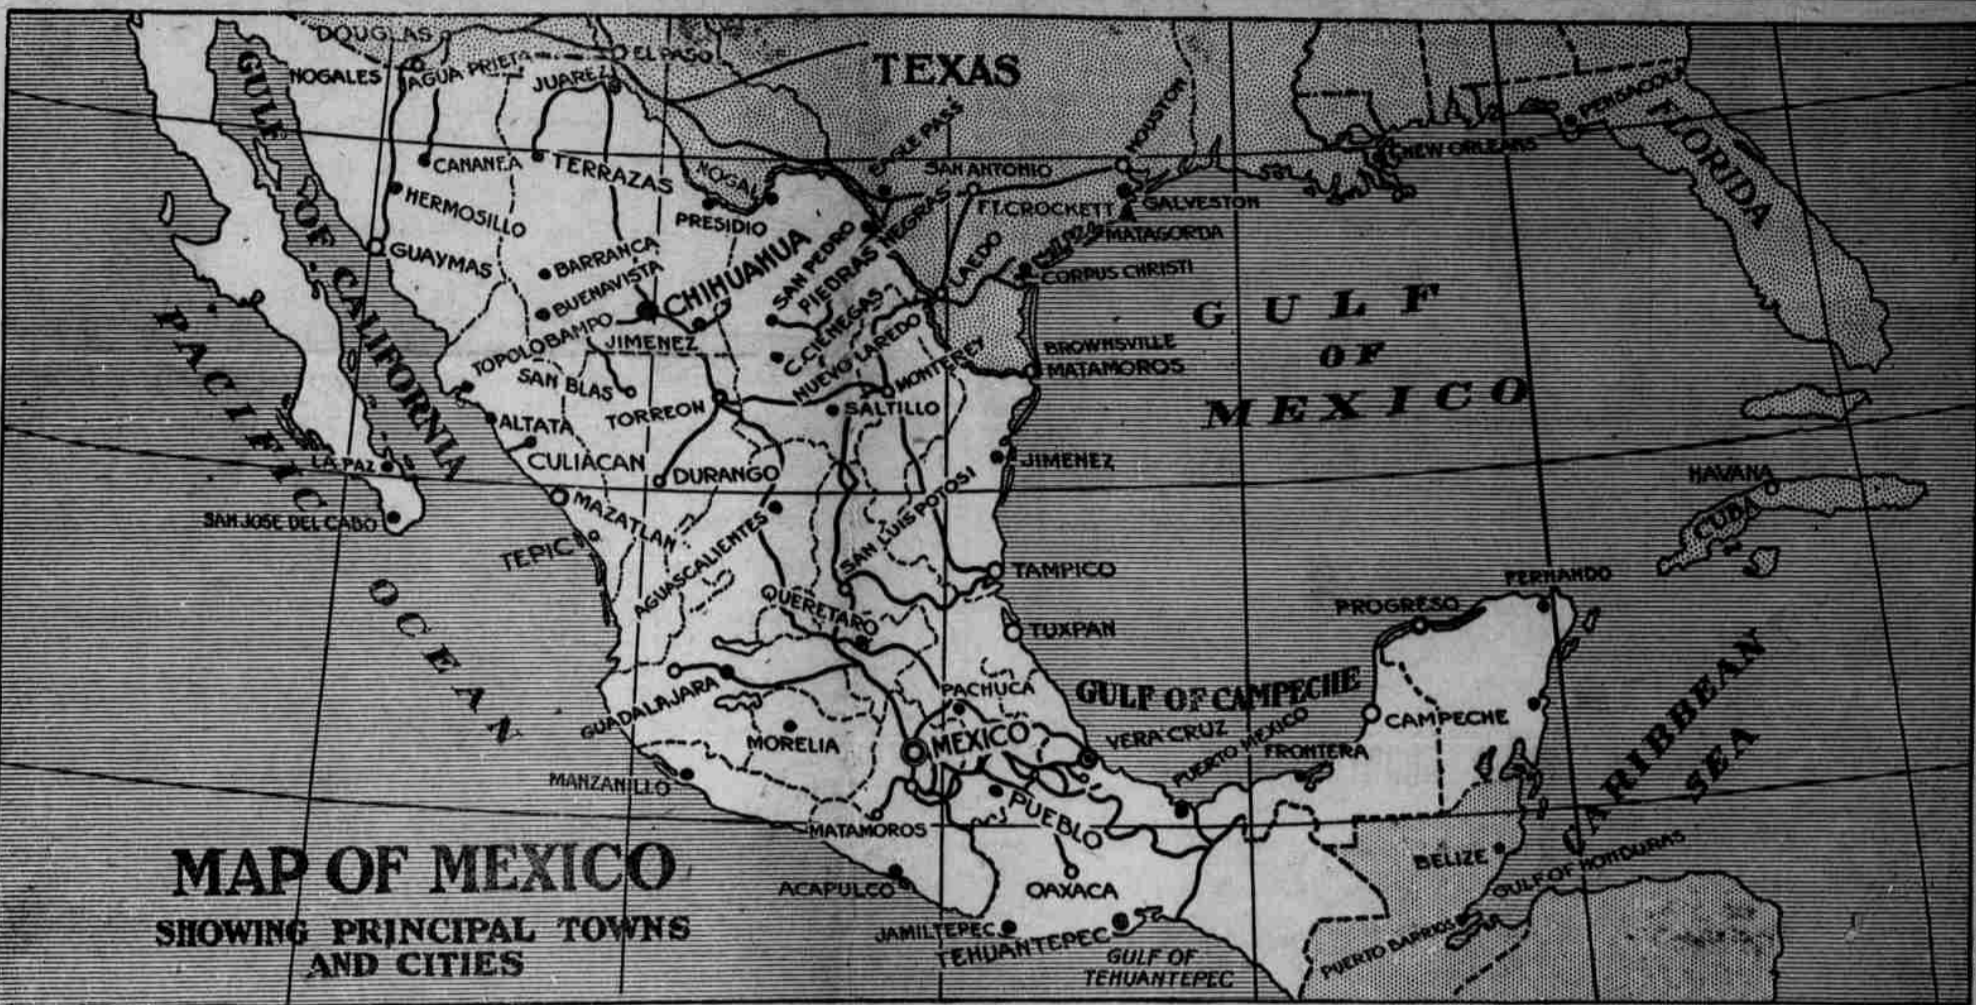 DOUGLAS
NOGALES
AGUA PRIETA
EL PASO
JUAREZ
TEXAS
GULF OF CALIFORNIA
CANANEA
TERRAZAS
NOGAL
EAGLE PASS
SAN ANTONIO
HOUSTON
NEW ORLEANS
PENSACOLA
FLORIDA
HERMOSILLO
PRESIDIO
FT. CROCKETT
GALVESTON
MATAGORDA
GUAYMAS
BARRANCA
BUENAVISTA
CHIHUAHUA
SAN PEDRO
PIEDRAS NEGRAS
LAEDO
CORPUS CHRISTI
PACIFIC
OCEAN
TOPOLOBAMPO
JIMENEZ
C. CIENEGAS
NUEVO LAREDO
MONTEREY
BROWNSVILLE
MATAMOROS
GULF
OF
MEXICO
SAN BLAS
TORREON
SALTILLO
ALTATA
CULIACAN
DURANGO
JIMENEZ
LA PAZ
SAN JOSE DEL CABO
MAZATLAN
TEPIC
AGUASCALIENTES
SAN LUIS POTOSI
HAVANA
CUBA
TAMPICO
QUERETARO
TUXPAN
FERNANDO
PROGRESO
GUADALAJARA
PACHUCA
GULF OF CAMPECHE
CAMPECHE
MORELIA
MEXICO
VERA CRUZ
PUERTO MEXICO
FRONTERA
CARIBBEAN
SEA
MANZANILLO
MATAMOROS
PUEBLO
BELIZE
GULF OF HONDURAS
ACAPULCO
OAXACA
JAMILTEPEC
TEHUANTEPEC
GULF OF
TEHUANTEPEC
PUERTO BARRIOS
MAP OF MEXICO
SHOWING PRINCIPAL TOWNS
AND CITIES